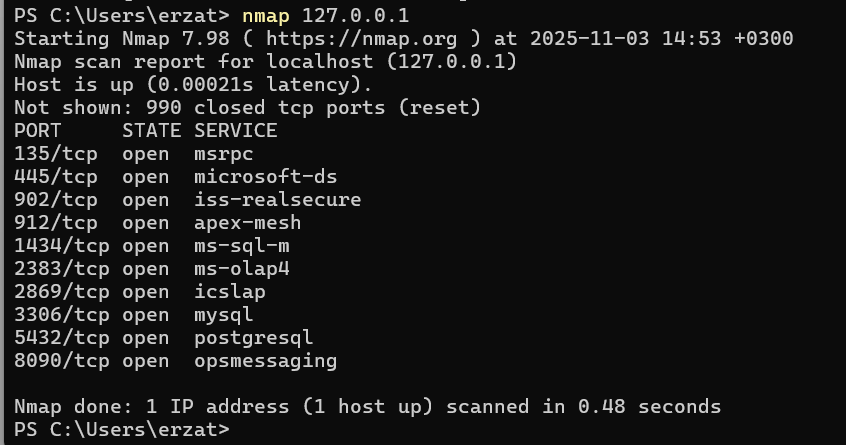 PS C:\Users\erzat> nmap 127.0.0.1
Starting Nmap 7.98 ( https://nmap.org ) at 2025-11-03 14:53 +0300
Nmap scan report for localhost (127.0.0.1)
Host is up (0.00021s latency).
Not shown: 990 closed tcp ports (reset)
PORT     STATE SERVICE
135/tcp  open  msrpc
445/tcp  open  microsoft-ds
902/tcp  open  iss-realsecure
912/tcp  open  apex-mesh
1434/tcp open  ms-sql-m
2383/tcp open  ms-olap4
2869/tcp open  icslap
3306/tcp open  mysql
5432/tcp open  postgresql
8090/tcp open  opsmessaging
Nmap done: 1 IP address (1 host up) scanned in 0.48 seconds
PS C:\Users\erzat>